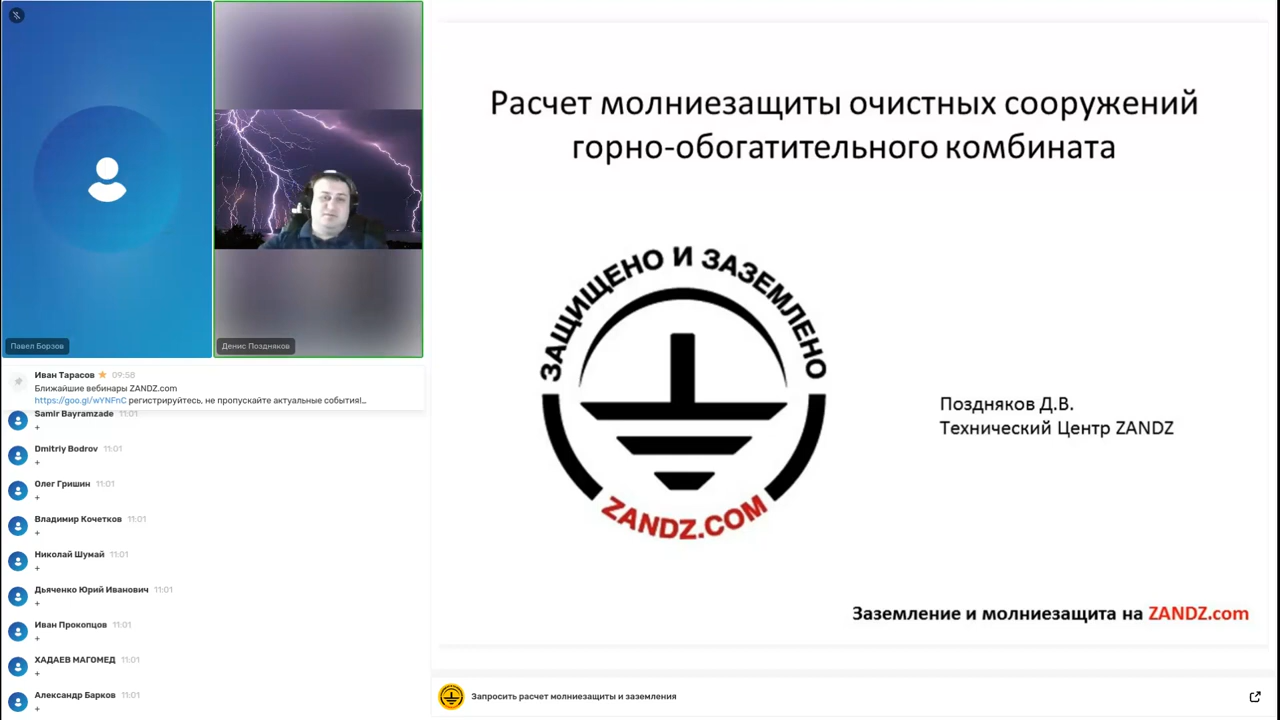 Павел Борзов
Денис Поздняков
Иван Тарасов 09:58
Ближайшие вебинары ZANDZ.com
https://goo.gl/wYNFnC регистрируйтесь, не пропускайте актуальные события!...
Samir Bayramzade 11:01
+
Dmitriy Bodrov 11:01
+
Олег Гришин 11:01
+
Владимир Кочетков 11:01
+
Николай Шумай 11:01
+
Дьяченко Юрий Иванович 11:01
+
Иван Прокопцов 11:01
+
ХАДАЕВ МАГОМЕД 11:01
+
Александр Барков 11:01
+
Расчет молниезащиты очистных сооружений
горно-обогатительного комбината
ЗАЩИЩЕНО И ЗАЗЕМЛЕНО
ZANDZ.COM
Поздняков Д.В.
Технический Центр ZANDZ
Заземление и молниезащита на ZANDZ.com
Запросить расчет молниезащиты и заземления